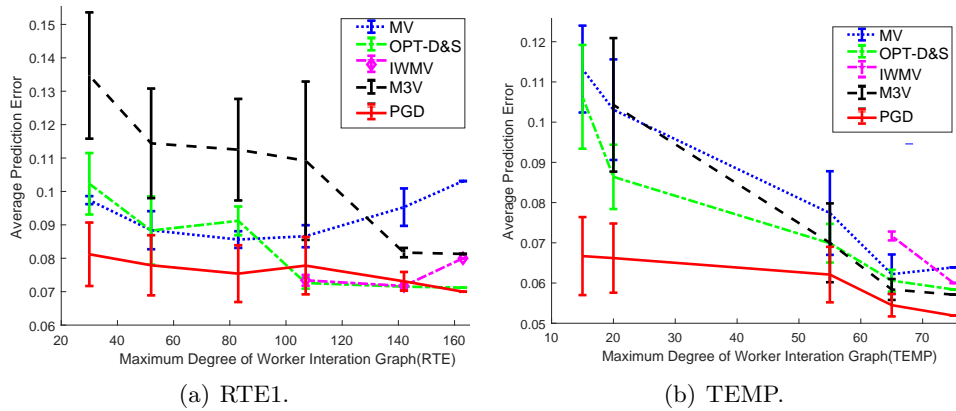 0.15
0.14
0.13
0.12
0.11
0.1
0.09
0.08
0.07
0.06
Average Prediction Error
20 40 60 80 100 120 140 160
Maximum Degree of Worker Interation Graph(RTE)
MV
OPT-D&S
IWMV
M3V
PGD
(a) RTE1.
0.12
0.11
0.1
0.09
0.08
0.07
0.06
0.05
Average Prediction Error
10 20 30 40 50 60 70
Maximum Degree of Worker Interation Graph(TEMP)
MV
OPT-D&S
IWMV
M3V
PGD
(b) TEMP.